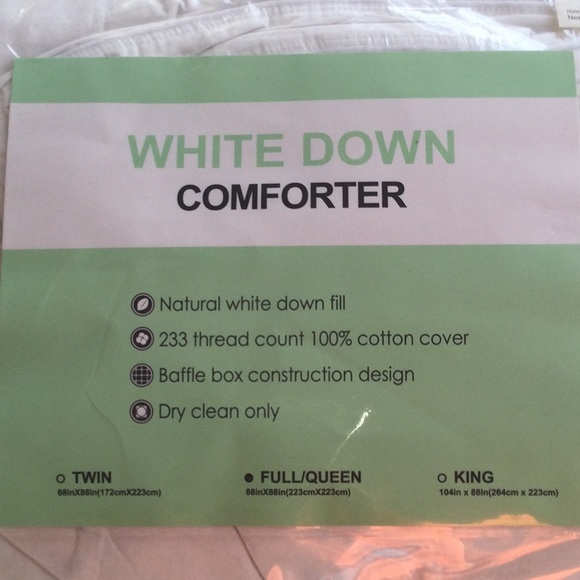 WHITE DOWN
COMFORTER
Natural white down fill
233 thread count 100% cotton cover
Baffle box construction design
Dry clean only
TWIN
68inX88in(172cmX223cm)
FULL/QUEEN
88inX88in(223cmX223cm)
KING
104in x 88in(264cm x 223cm)